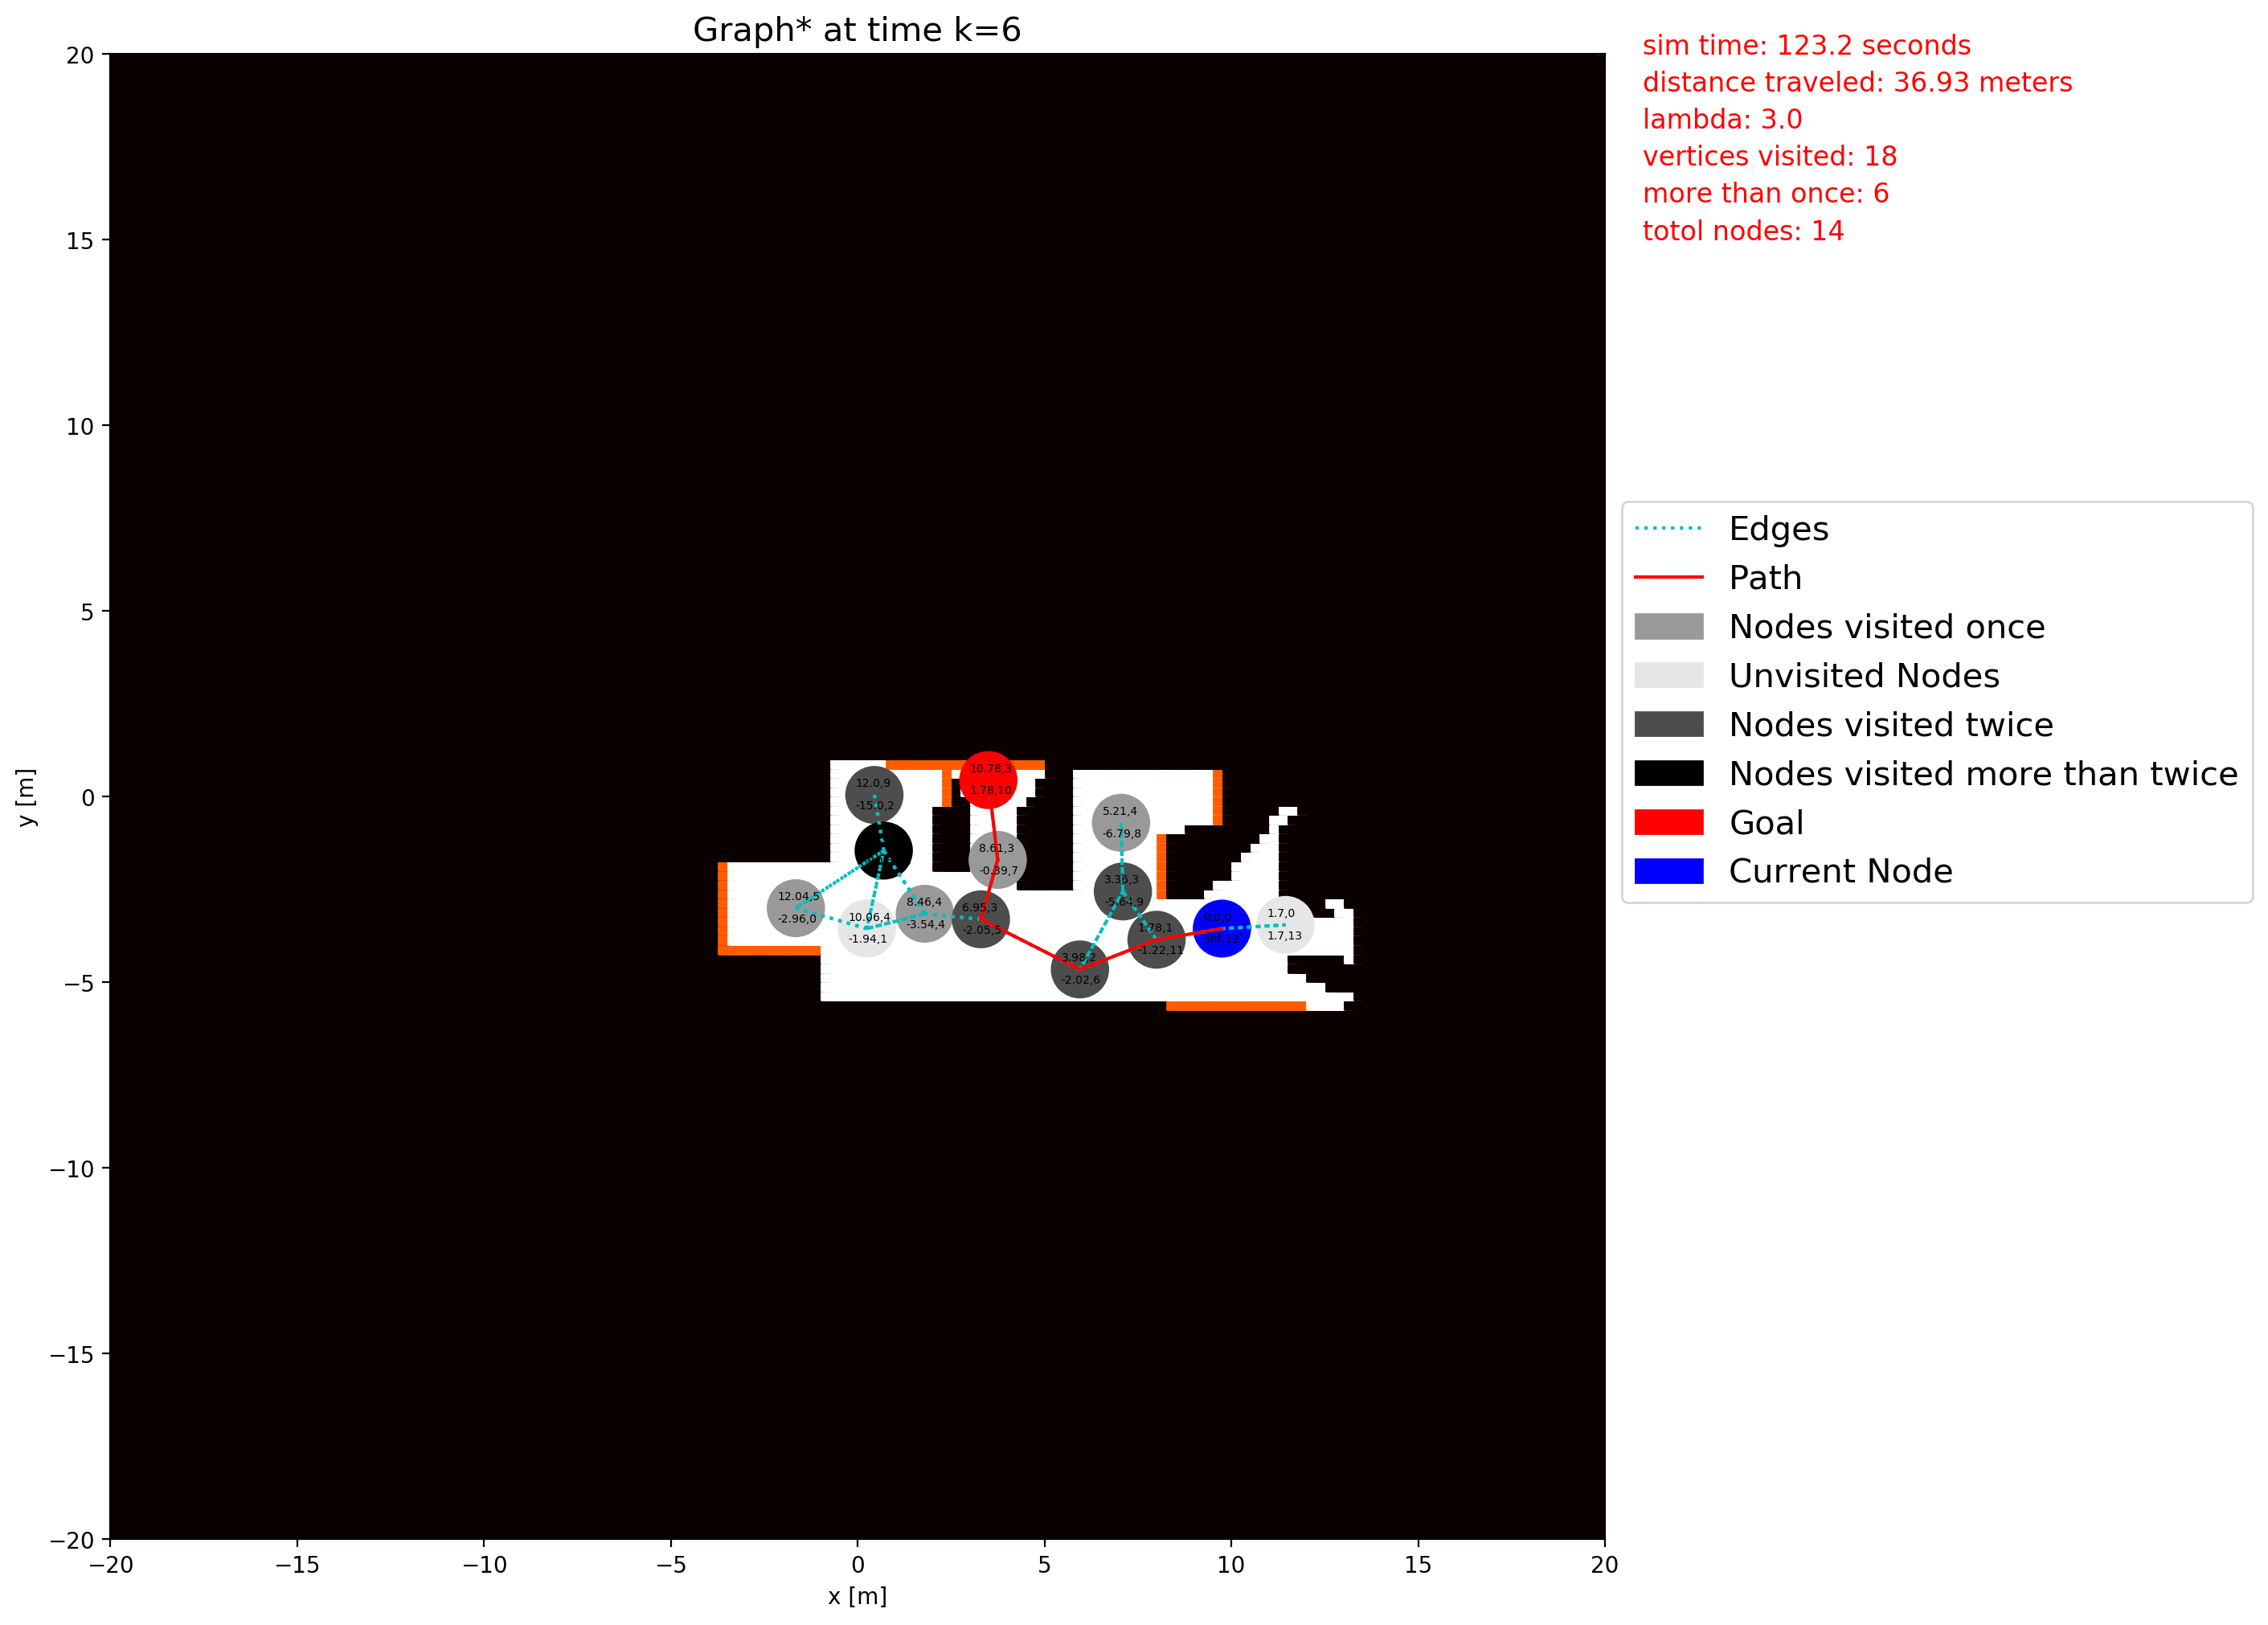 Graph* at time k=6
sim time: 123.2 seconds
distance traveled: 36.93 meters
lambda: 3.0
vertices visited: 18
more than once: 6
totol nodes: 14
20
15
10
5
0
−5
−10
−15
−20
y [m]
10.78,3
1.78,10
12.0,9
-15.0,2
5.21,4
-6.79,8
8.61,3
-0.39,7
3.36,3
-5.64,9
12.04,5
-2.96,0
8.46,4
-3.54,4
6.95,3
-2.05,5
10.06,4
-1.94,1
1.7,0
1.7,13
0.0,0
-inf,12
1.78,1
-1.22,11
3.98,2
-2.02,6
Edges
Path
Nodes visited once
Unvisited Nodes
Nodes visited twice
Nodes visited more than twice
Goal
Current Node
−20
−15
−10
−5
0
5
10
15
20
x [m]